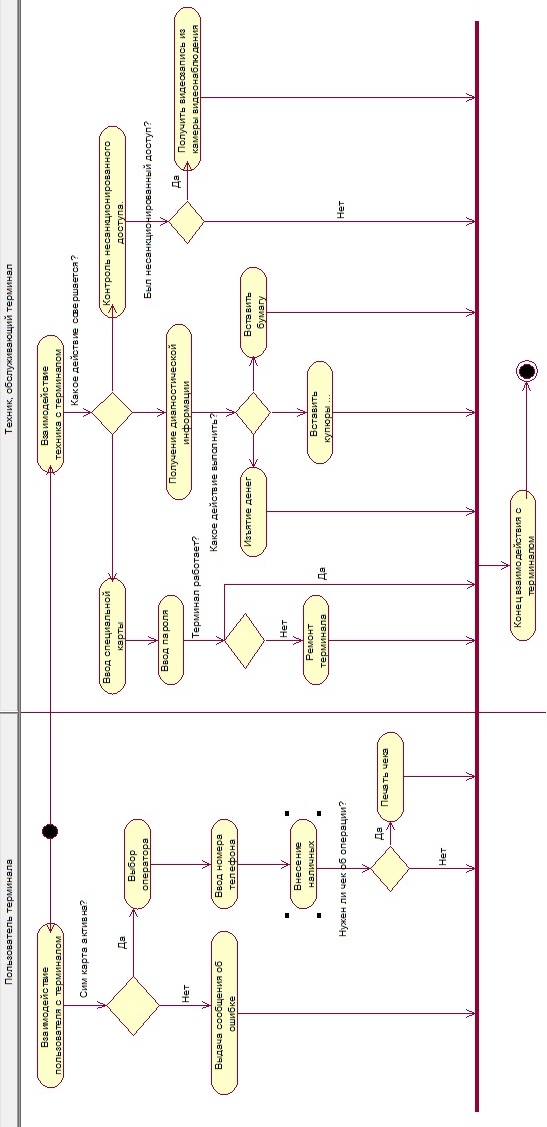 Пользователь терминала
Техник, обслуживающий терминал
Взаимодействие
пользователя с терминалом
Сим карта активна?
Да
Нет
Выбор
оператора
Выдача сообщения об
ошибке
Ввод номера
телефона
Внесение
наличных
Нужен ли чек об операции?
Да
Нет
Печать чека
Взаимодействие
техника с терминалом
Какое действие совершается?
Ввод специальной
карты
Ввод пароля
Терминал работает?
Да
Нет
Ремонт
терминала
Получение диагностической
информации
Какое действие выполнить?
Изъятие денег
Вставить
купюры...
Вставить
бумагу
Контроль несанкционированного
доступа.
Был несанкционированный доступ?
Да
Нет
Получить видеозапись из
камеры видеонаблюдения
Конец взаимодействия с
терминалом